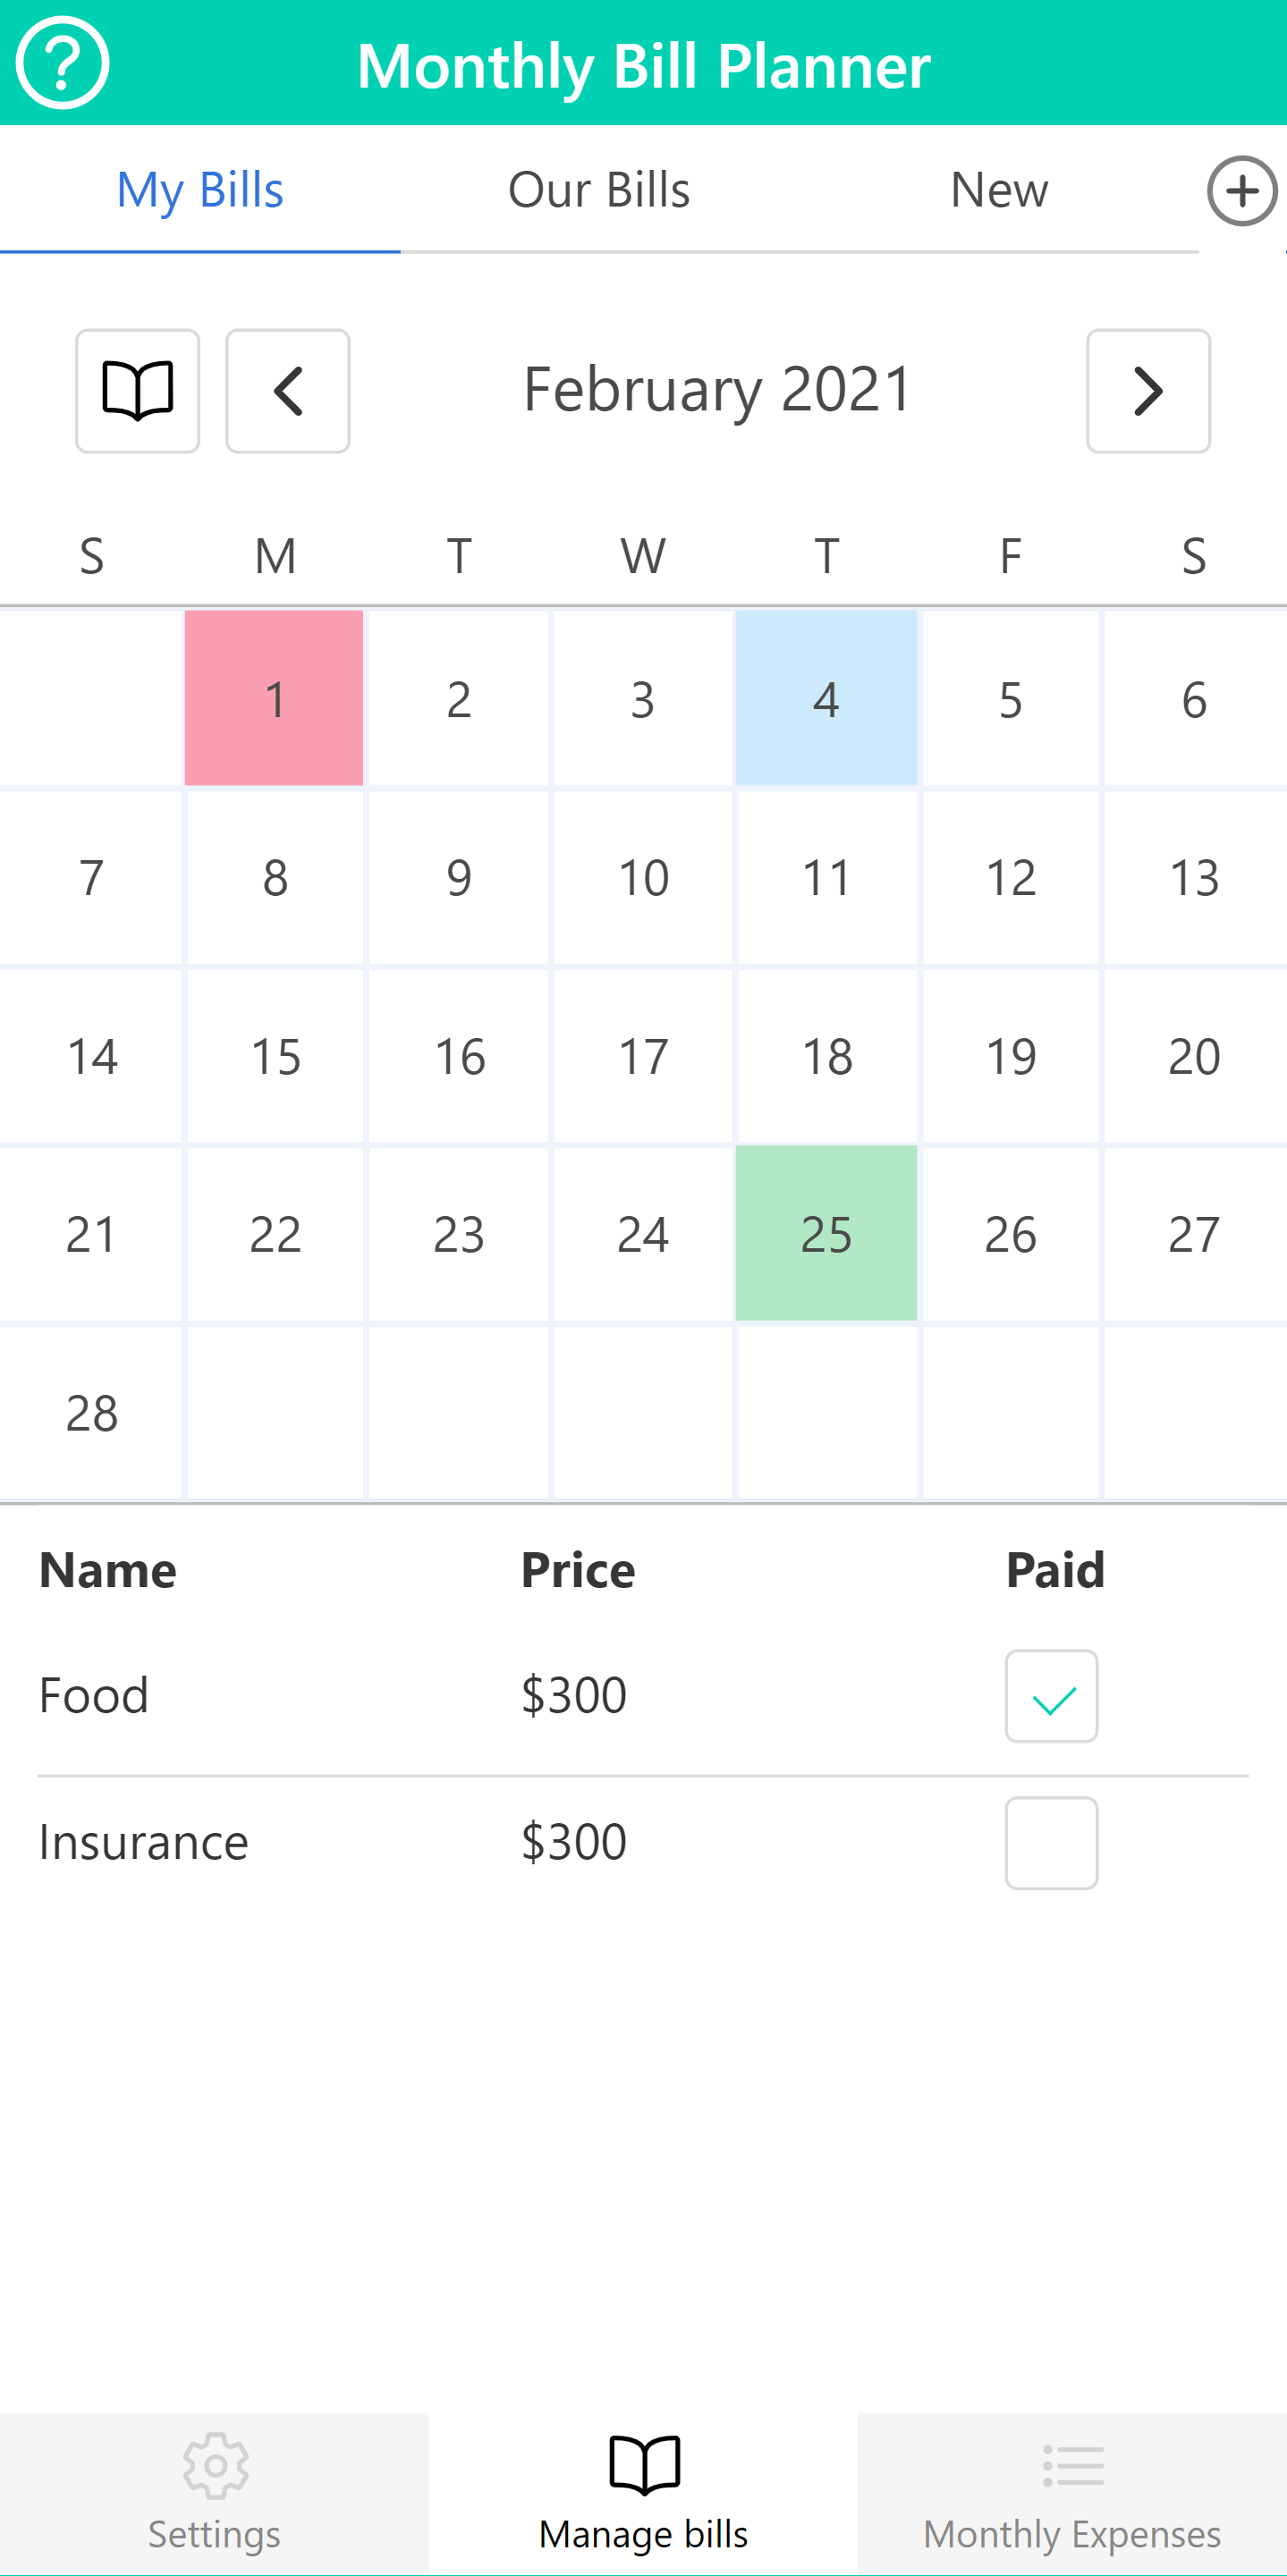 ?
Monthly Bill Planner
My Bills Our Bills New
February 2021
S M T W T F S
1 2 3 4 5 6
7 8 9 10 11 12 13
14 15 16 17 18 19 20
21 22 23 24 25 26 27
28
Name Price Paid
Food $300
Insurance $300
Settings Manage bills Monthly Expenses